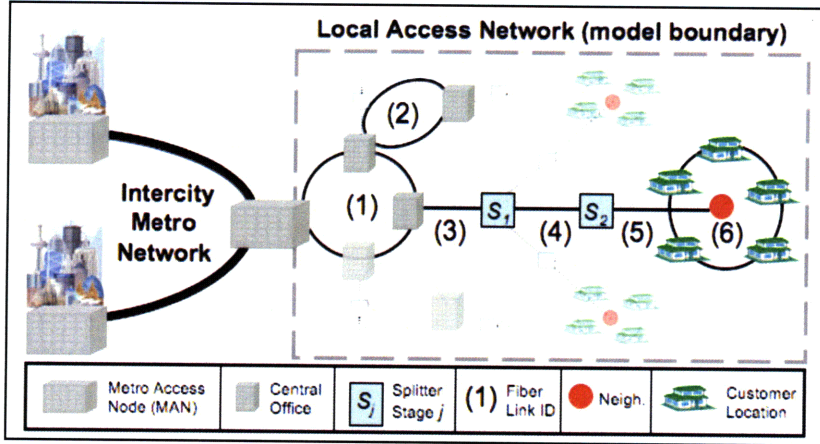 Local Access Network (model boundary)
(2)
Intercity
Metro
Network
(1)
S1
S2
(3)
(4)
(5)
(6)
Metro Access
Node (MAN)
Central
Office
Sj
Splitter
Stage j
(1)
Fiber
Link ID
Neigh.
Customer
Location